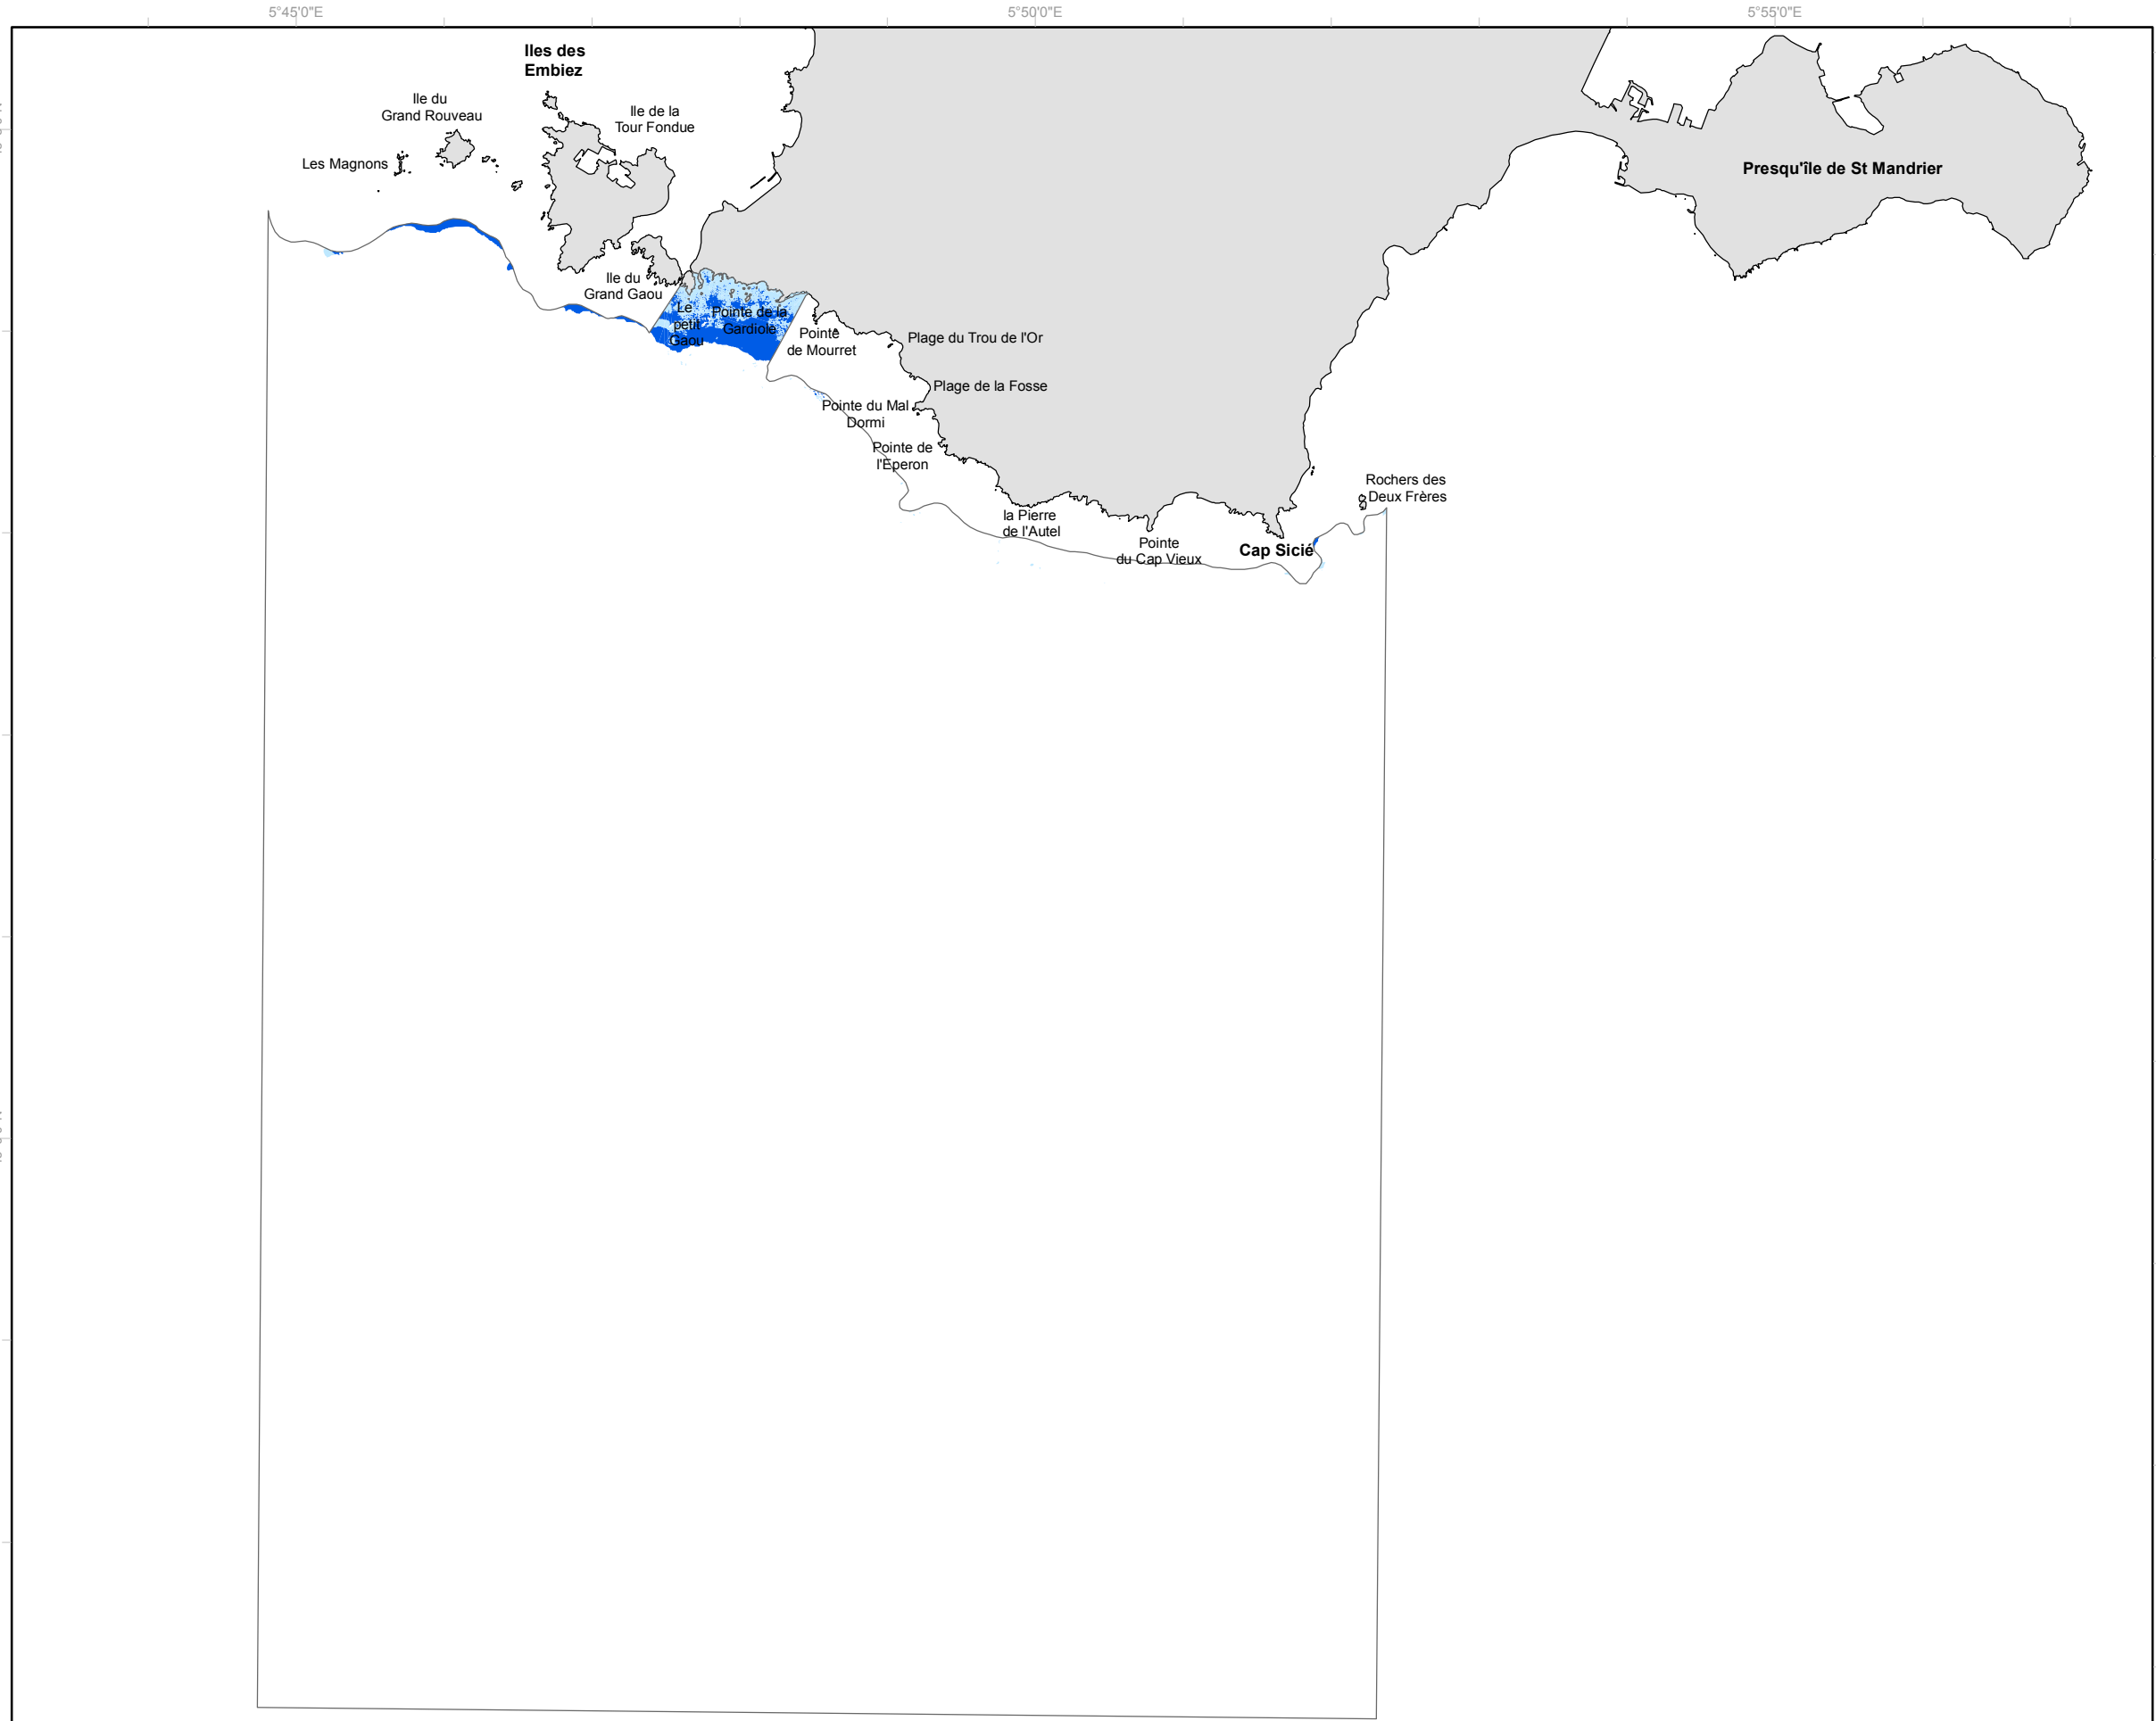 5°45'0"E
5°50'0"E
5°55'0"E
Iles des
Embiez
Ile du
Grand Rouveau
Ile de la
Tour Fondue
Les Magnons
Presqu'île de St Mandrier
Ile du
Grand Gaou
Le
petit
Gaou
Pointe de la
Gardiole
Pointe
de Mourret
Plage du Trou de l'Or
Plage de la Fosse
Pointe du Mal
Dormi
Pointe de
l'Eperon
Rochers des
Deux Frères
la Pierre
de l'Autel
Pointe
du Cap Vieux
Cap Sicié